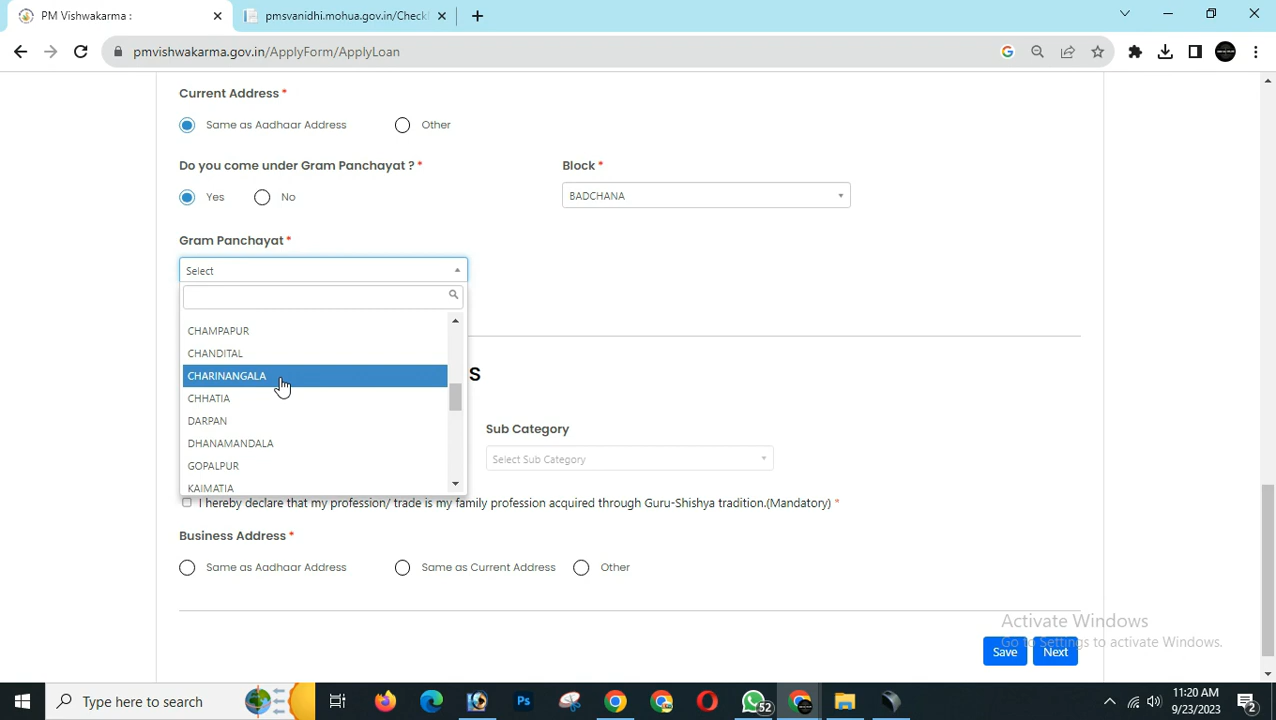 PM Vishwakarma :
pmsvanidhi.mohua.gov.in/Check
pmvishwakarma.gov.in/ApplyForm/ApplyLoan
Current Address *
Same as Aadhaar Address Other
Do you come under Gram Panchayat ? * Block *
Yes No BADCHANA
Gram Panchayat *
Select
CHAMPAPUR
CHANDITAL
CHARINANGALA
S
CHHATIA
DARPAN
Sub Category
DHANAMANDALA
Select Sub Category
GOPALPUR
KAIMATIA
I hereby declare that my profession/ trade is my family profession acquired through Guru-Shishya tradition.(Mandatory) *
Business Address *
Same as Aadhaar Address Same as Current Address Other
Activate Windows
Go to Settings to activate Windows.
Save Next
Type here to search
Ps
52
11:20 AM
9/23/2023
2